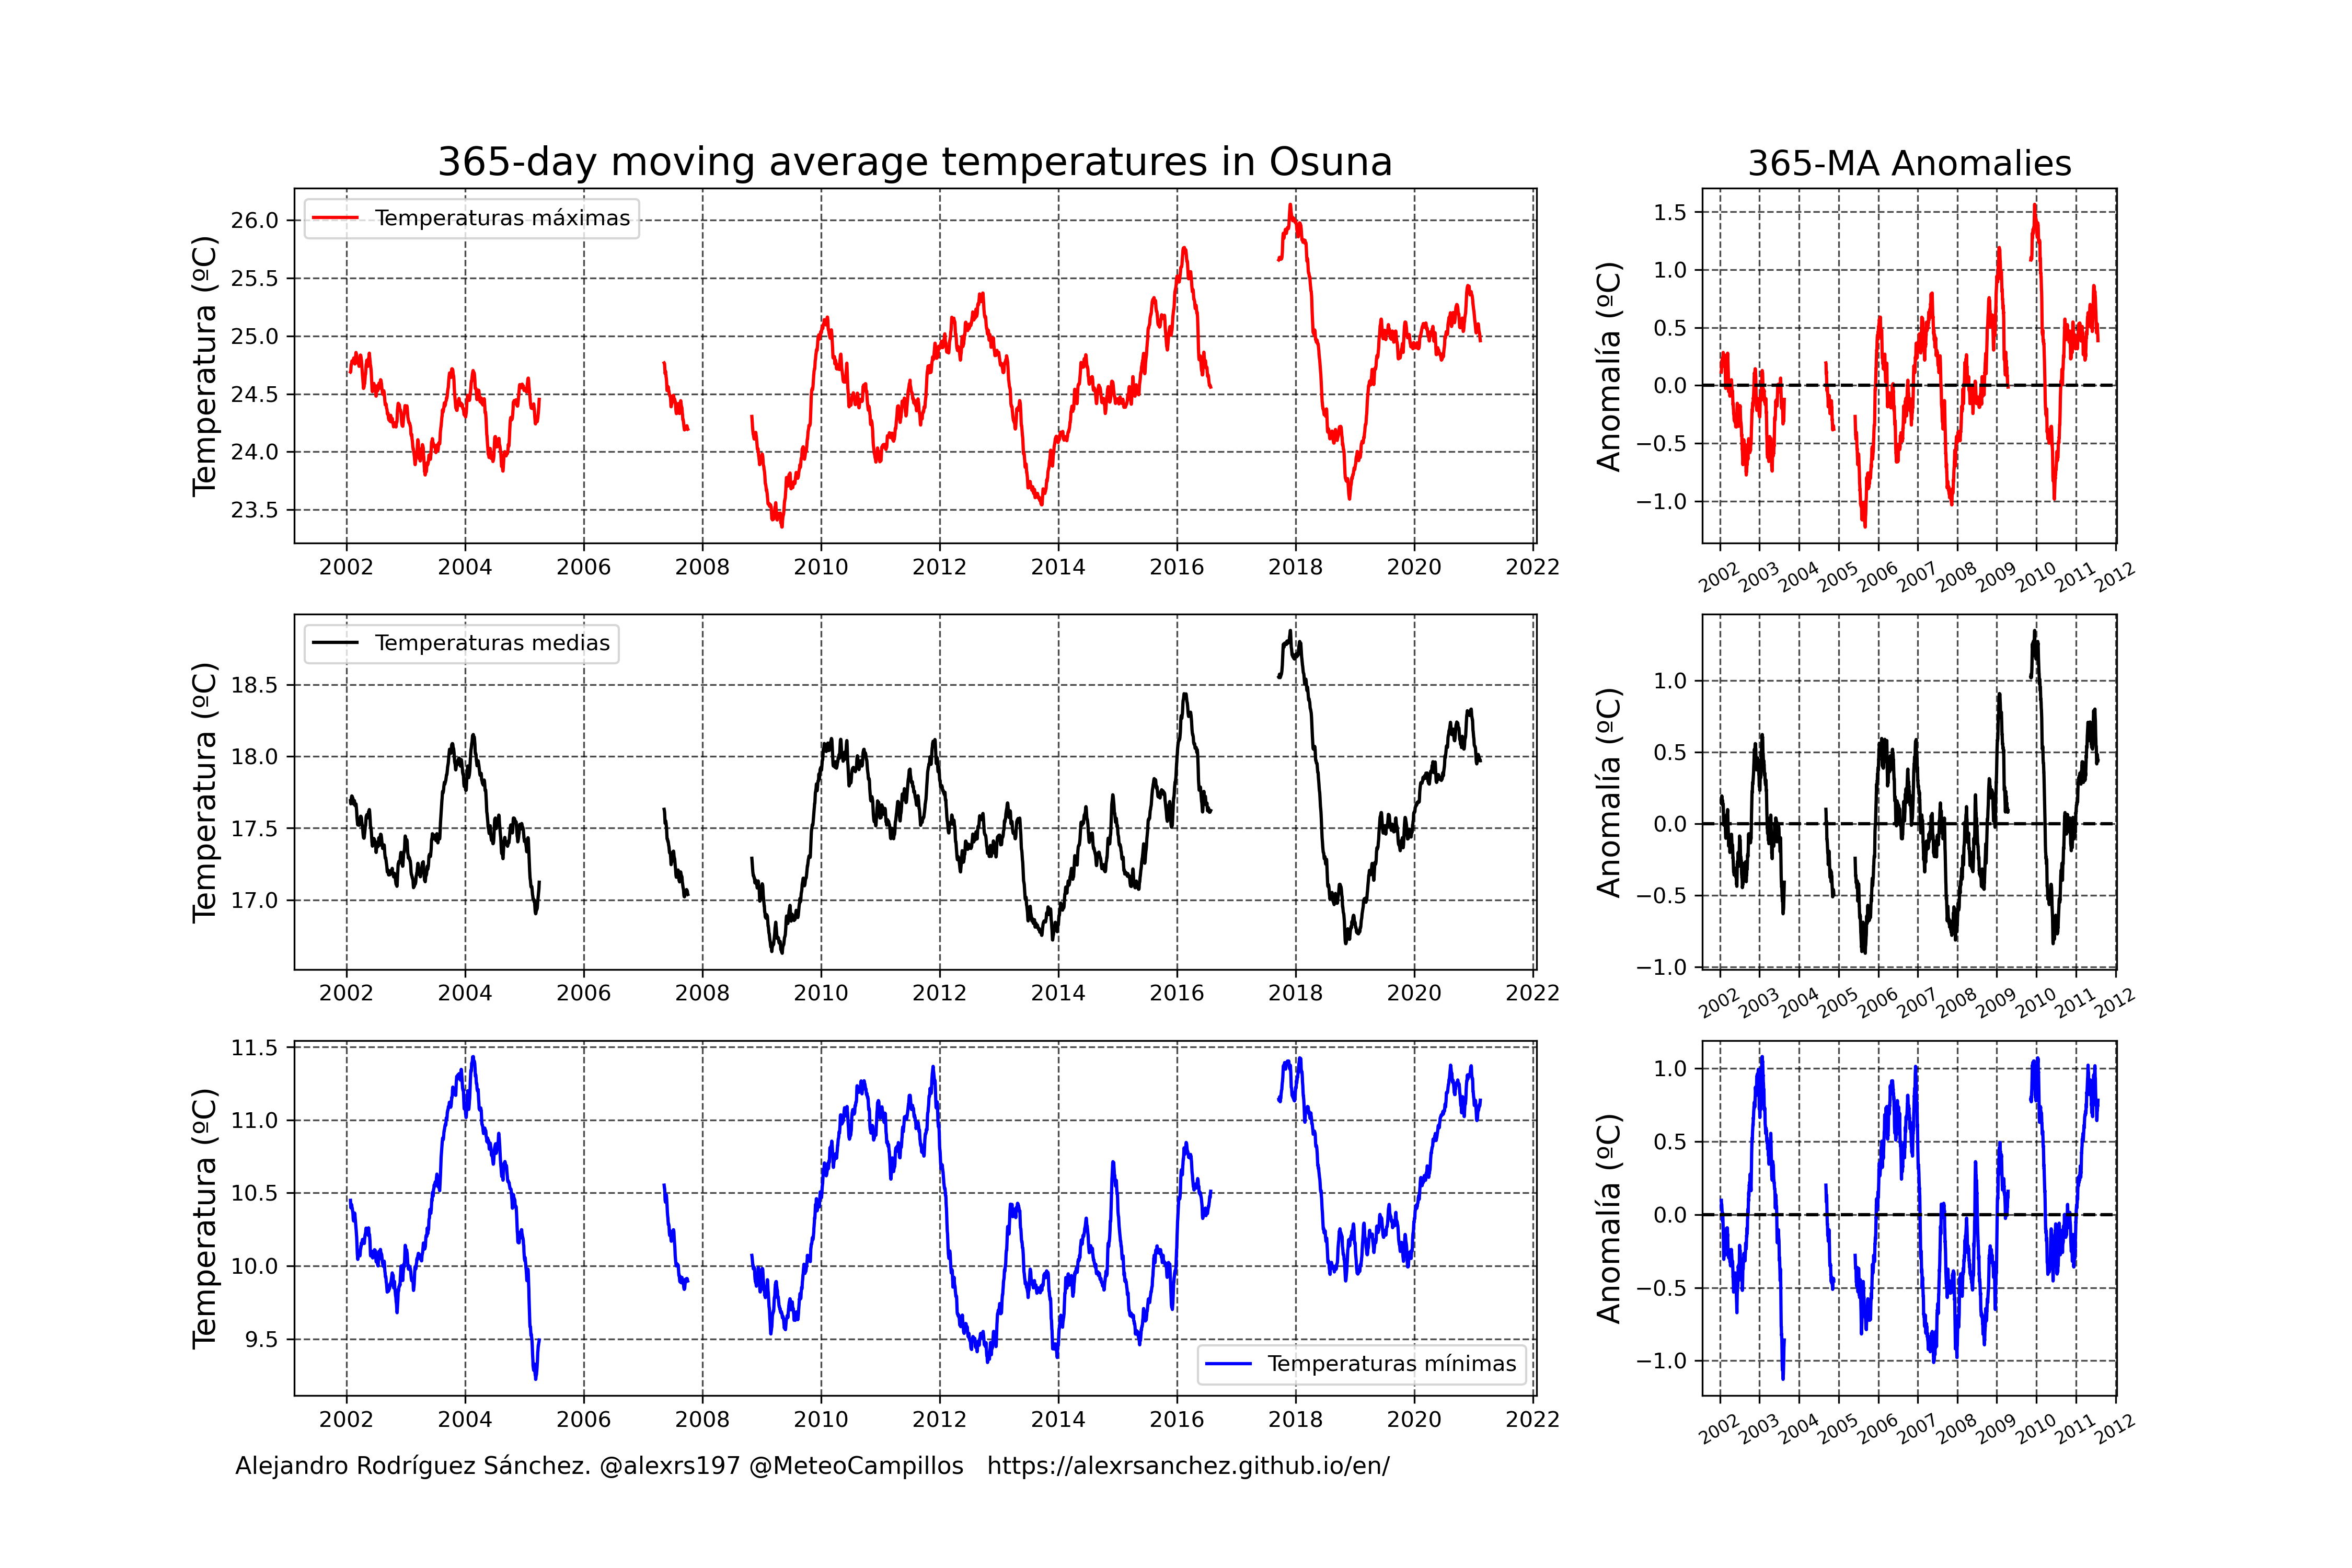 365-day moving average temperatures in Osuna
365-MA Anomalies
Temperatura (ºC)
26.0
25.5
25.0
24.5
24.0
23.5
Temperaturas máximas
2002 2004 2006 2008 2010 2012 2014 2016 2018 2020 2022
Anomalía (ºC)
1.5
1.0
0.5
0.0
−0.5
−1.0
2002 2003 2004 2005 2006 2007 2008 2009 2010 2011 2012
Temperatura (ºC)
18.5
18.0
17.5
17.0
Temperaturas medias
2002 2004 2006 2008 2010 2012 2014 2016 2018 2020 2022
Anomalía (ºC)
1.0
0.5
0.0
−0.5
−1.0
2002 2003 2004 2005 2006 2007 2008 2009 2010 2011 2012
Temperatura (ºC)
11.5
11.0
10.5
10.0
9.5
Temperaturas mínimas
2002 2004 2006 2008 2010 2012 2014 2016 2018 2020 2022
Anomalía (ºC)
1.0
0.5
0.0
−0.5
−1.0
2002 2003 2004 2005 2006 2007 2008 2009 2010 2011 2012
Alejandro Rodríguez Sánchez. @alexrs197 @MeteoCampillos https://alexrsanchez.github.io/en/